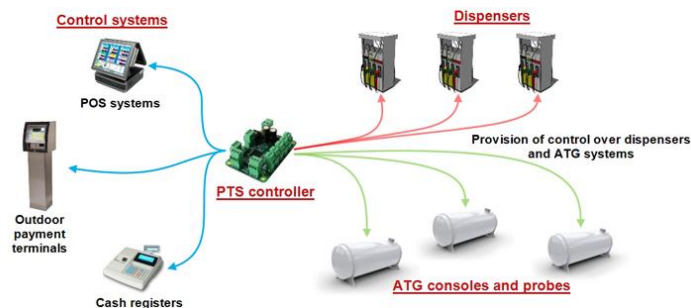 Control systems
Dispensers
POS systems
Provision of control over dispensers
and ATG systems
PTS controller
Outdoor
payment
terminals
ATG consoles and probes
Cash registers